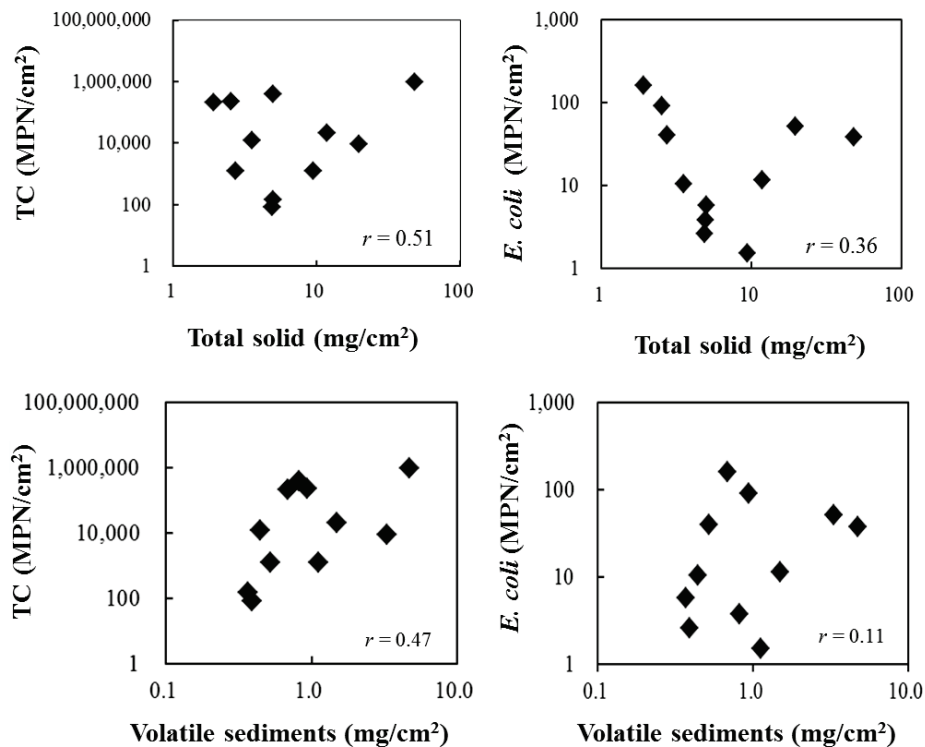 TC (MPN/cm²)
100,000,000
1,000,000
10,000
100
1
r = 0.51
1
10
100
Total solid (mg/cm²)
E. coli (MPN/cm²)
1,000
100
10
1
r = 0.36
1
10
100
Total solid (mg/cm²)
TC (MPN/cm²)
100,000,000
1,000,000
10,000
100
1
r = 0.47
0.1
1.0
10.0
Volatile sediments (mg/cm²)
E. coli (MPN/cm²)
1,000
100
10
1
r = 0.11
0.1
1.0
10.0
Volatile sediments (mg/cm²)